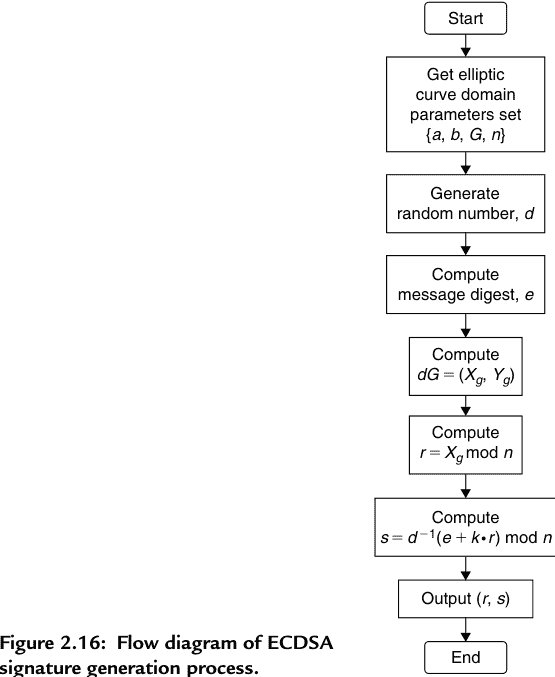 Start
Get elliptic
curve domain
parameters set
{a, b, G, n}
Generate
random number, d
Compute
message digest, e
Compute
dG = (Xg, Yg)
Compute
r = Xg mod n
Compute
s = d⁻¹(e + k•r) mod n
Output (r, s)
End
Figure 2.16: Flow diagram of ECDSA
signature generation process.